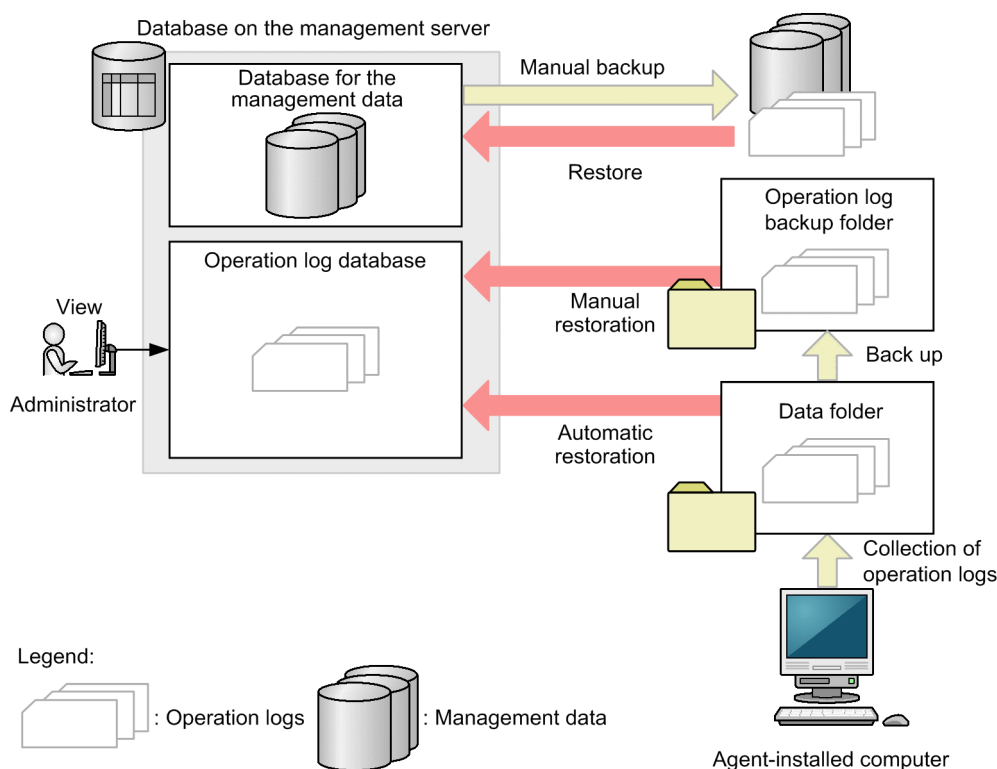 Database on the management server
Database for the
management data
Manual backup
Restore
Operation log
backup folder
Operation log database
Manual
restoration
View
Back up
Administrator
Data folder
Automatic
restoration
Collection of
operation logs
Legend:
: Operation logs
: Management data
Agent-installed computer